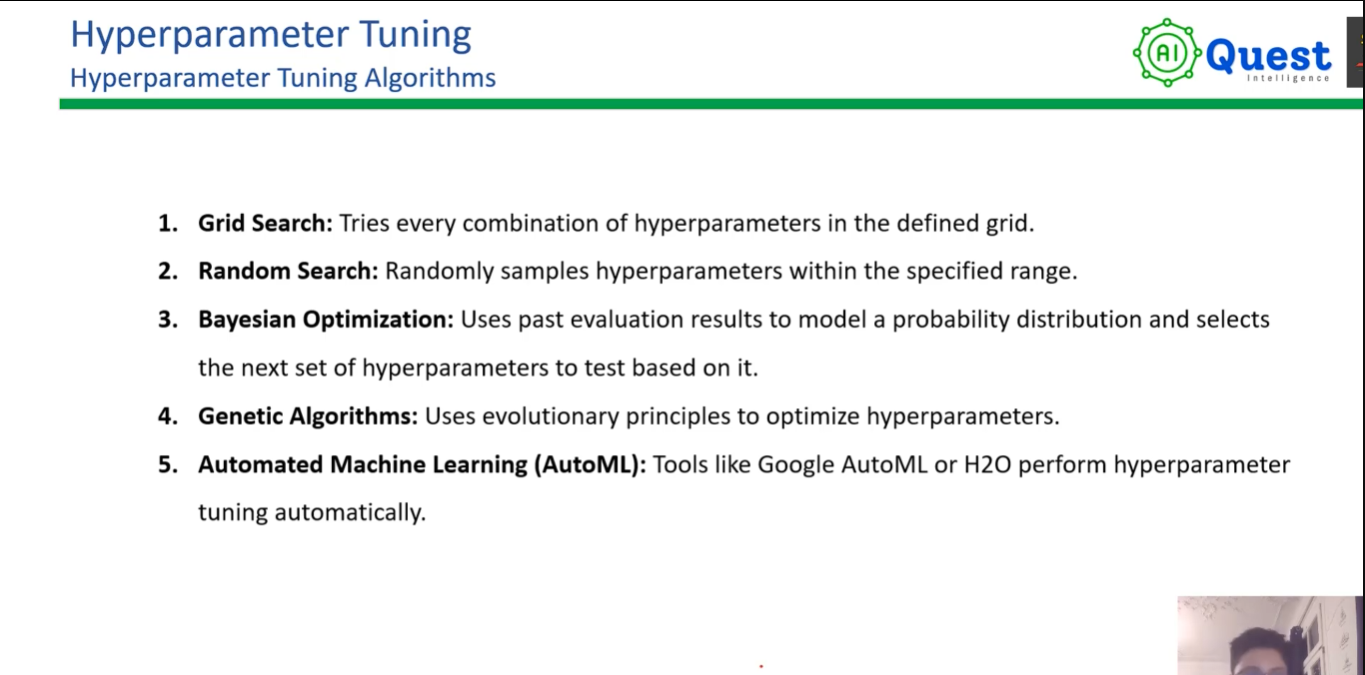 Hyperparameter Tuning
Hyperparameter Tuning Algorithms
AI Quest
Intelligence
1. Grid Search: Tries every combination of hyperparameters in the defined grid.
2. Random Search: Randomly samples hyperparameters within the specified range.
3. Bayesian Optimization: Uses past evaluation results to model a probability distribution and selects
the next set of hyperparameters to test based on it.
4. Genetic Algorithms: Uses evolutionary principles to optimize hyperparameters.
5. Automated Machine Learning (AutoML): Tools like Google AutoML or H2O perform hyperparameter
tuning automatically.